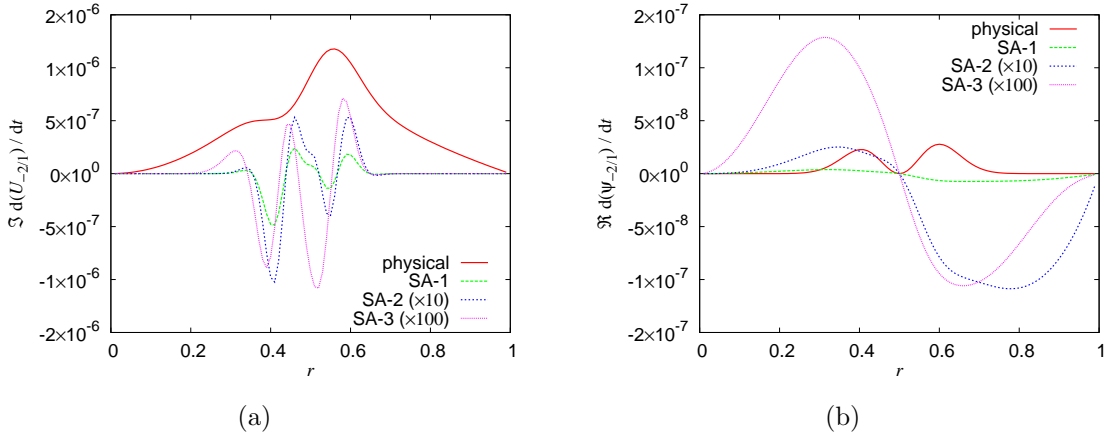 2×10⁻⁶
1×10⁻⁶
5×10⁻⁷
0×10⁰
-5×10⁻⁷
-1×10⁻⁶
-2×10⁻⁶
ℑ d(U₋₂/₁) / dt
0 0.2 0.4 0.6 0.8 1
r
physical
SA-1
SA-2 (×10)
SA-3 (×100)
(a)
2×10⁻⁷
1×10⁻⁷
5×10⁻⁸
0×10⁰
-5×10⁻⁸
-1×10⁻⁷
-2×10⁻⁷
ℜ d(ψ₋₂/₁) / dt
0 0.2 0.4 0.6 0.8 1
r
physical
SA-1
SA-2 (×10)
SA-3 (×100)
(b)